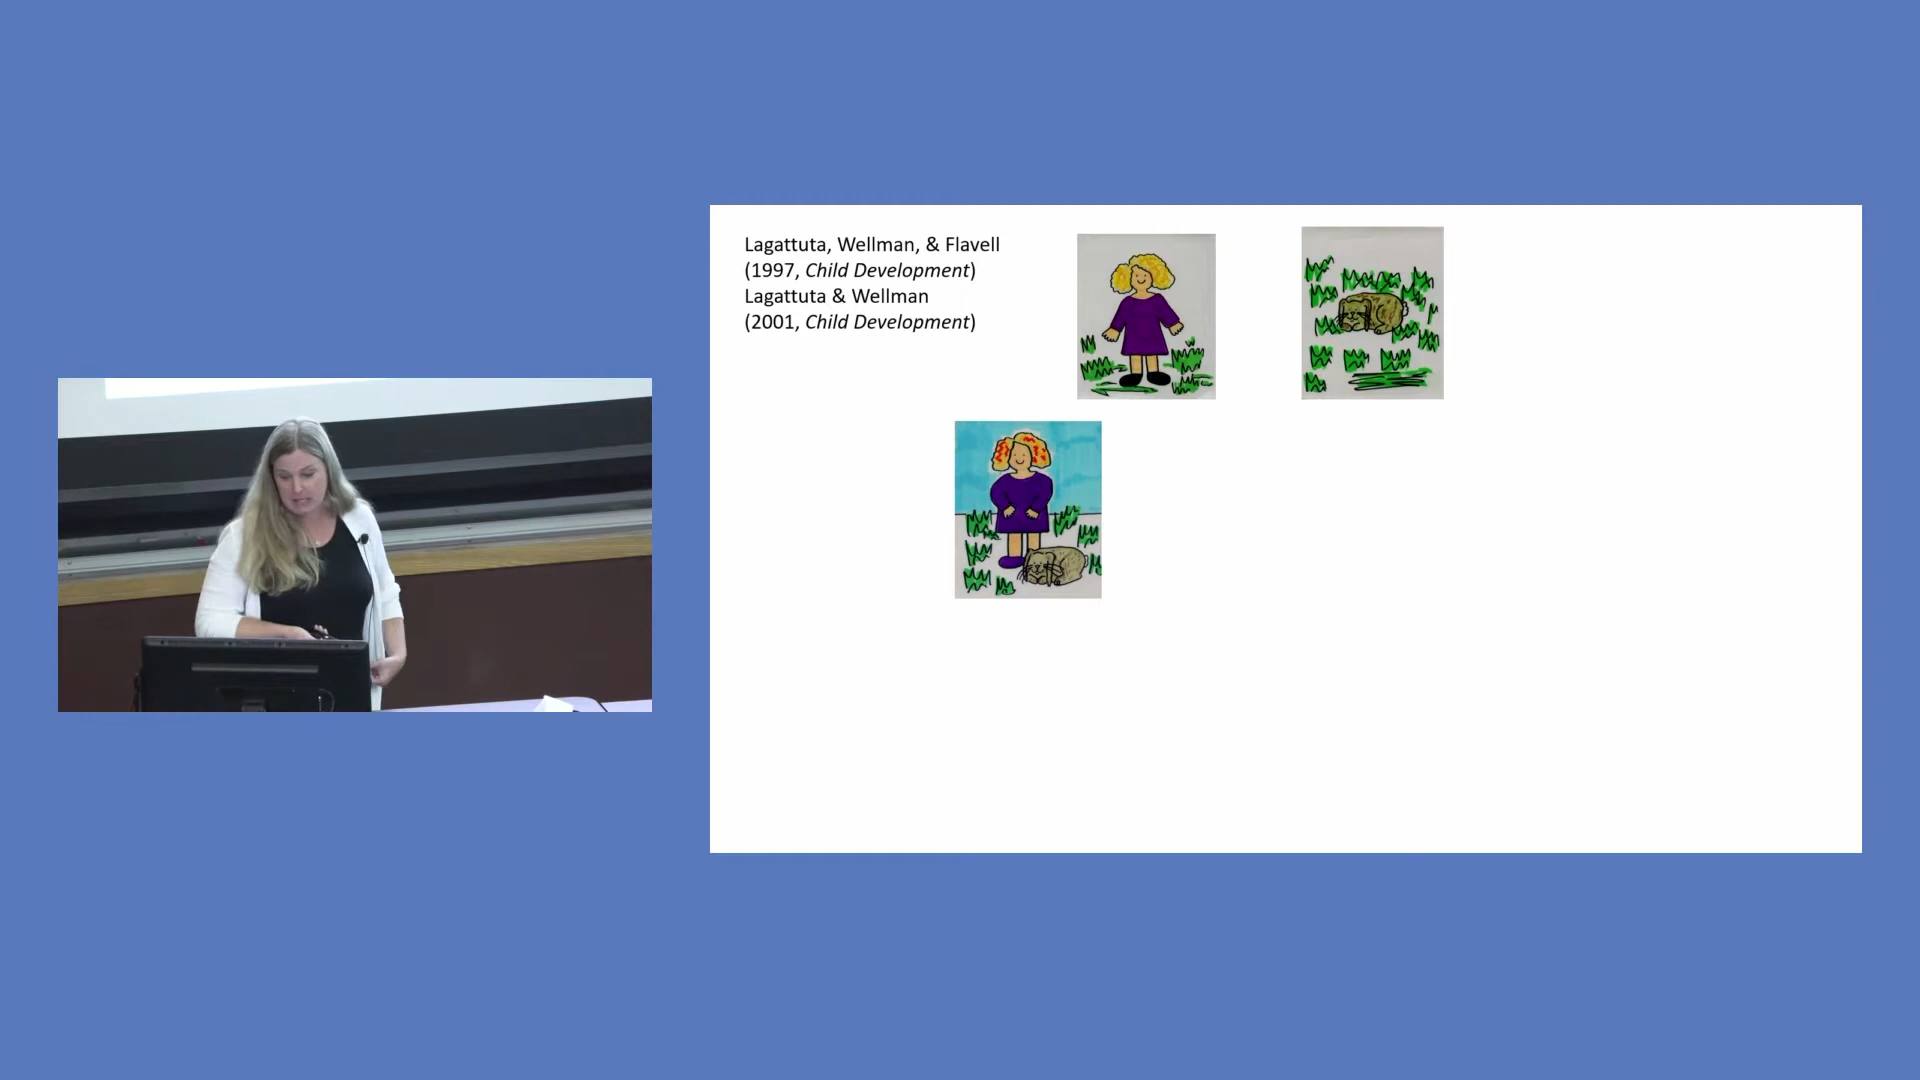 Lagattuta, Wellman, & Flavell
(1997, Child Development)
Lagattuta & Wellman
(2001, Child Development)